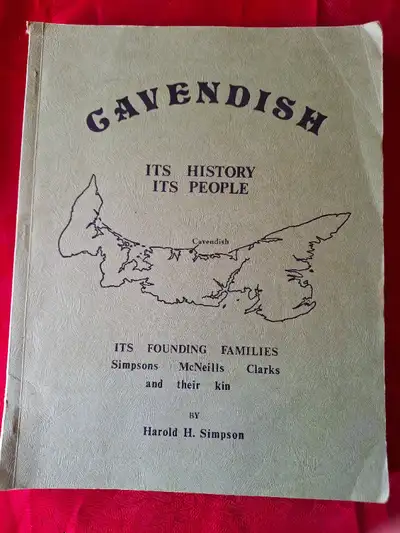 CAVENDISH
ITS HISTORY
ITS PEOPLE
Cavendish
ITS FOUNDING FAMILIES
Simpsons McNeills Clarks
and their kin
BY
Harold H. Simpson